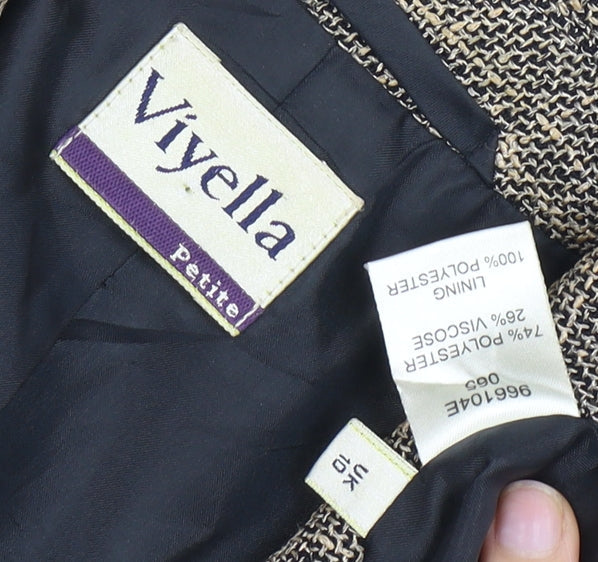 Viyella
Petite
966104E
065
74% POLYESTER
26% VISCOSE
LINING
100% POLYESTER
UK
10